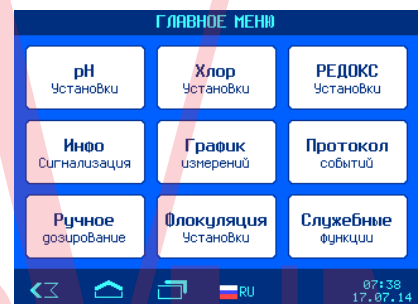 ГЛАВНОЕ МЕНЮ
pH
Установки
Хлор
Установки
РЕДОКС
Установки
Инфо
Сигнализация
График
измерений
Протокол
событий
Ручное
дозирование
Флокуляция
Установки
Служебные
функции
RU
07:38
17.07.14